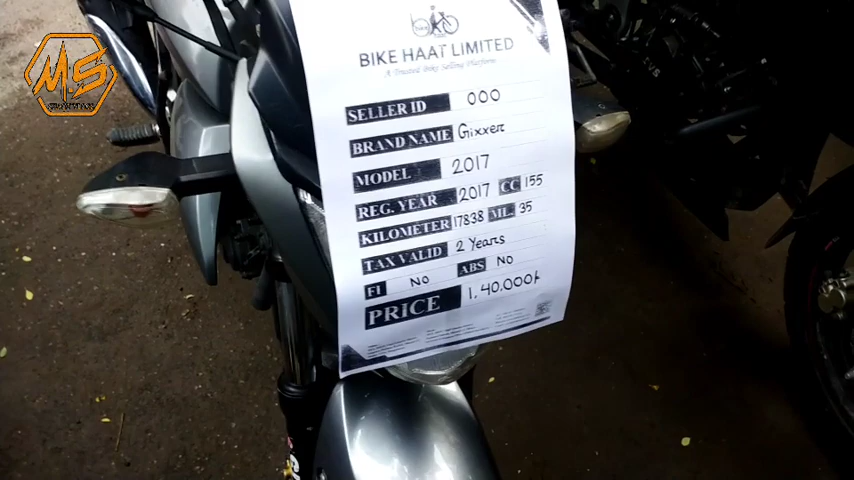 M.S
BIKE HAAT LIMITED
A Trusted Bike Selling Platform
SELLER ID 000
BRAND NAME Gixxer
MODEL 2017
REG. YEAR 2017 CC 155
KILOMETER 17838 ML. 35
TAX VALID 2 Years
FI No ABS No
PRICE 1,40,000/-